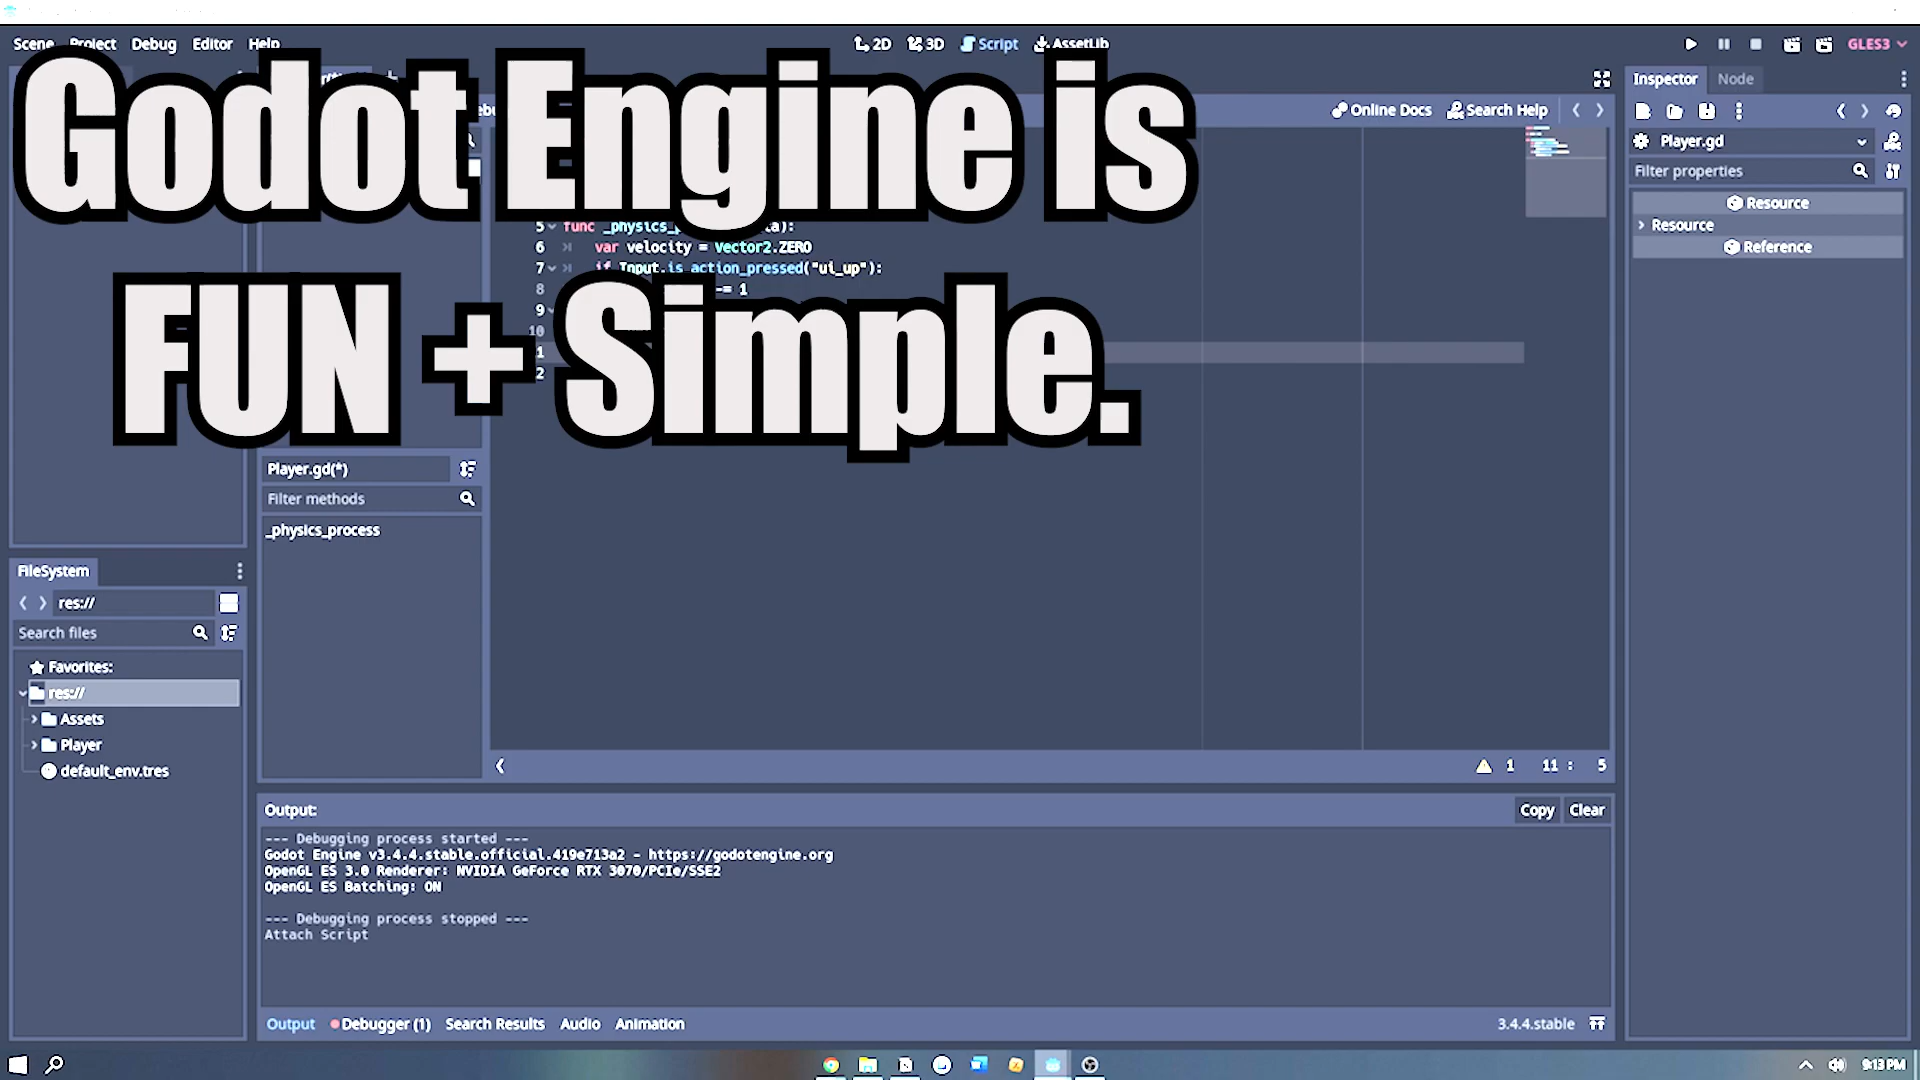 Scene Project Debug Editor Help
2D 3D Script AssetLib
GLES3
Godot Engine is
FUN + Simple.
Online Docs Search Help
5 func _physics_p
6 var velocity = Vector2.ZERO
7 if Input.is_action_pressed("ui_up"):
8 -= 1
9
10
Player.gd(*)
Filter methods
_physics_process
FileSystem
res://
Search files
Favorites:
res://
Assets
Player
default_env.tres
1 11 : 5
Output:
Copy Clear
--- Debugging process started ---
Godot Engine v3.4.4.stable.official.419e713a2 - https://godotengine.org
OpenGL ES 3.0 Renderer: NVIDIA GeForce RTX 3070/PCIe/SSE2
OpenGL ES Batching: ON
--- Debugging process stopped ---
Attach Script
Output Debugger (1) Search Results Audio Animation
3.4.4.stable
Inspector Node
Player.gd
Filter properties
Resource
Resource
Reference
9:13 PM